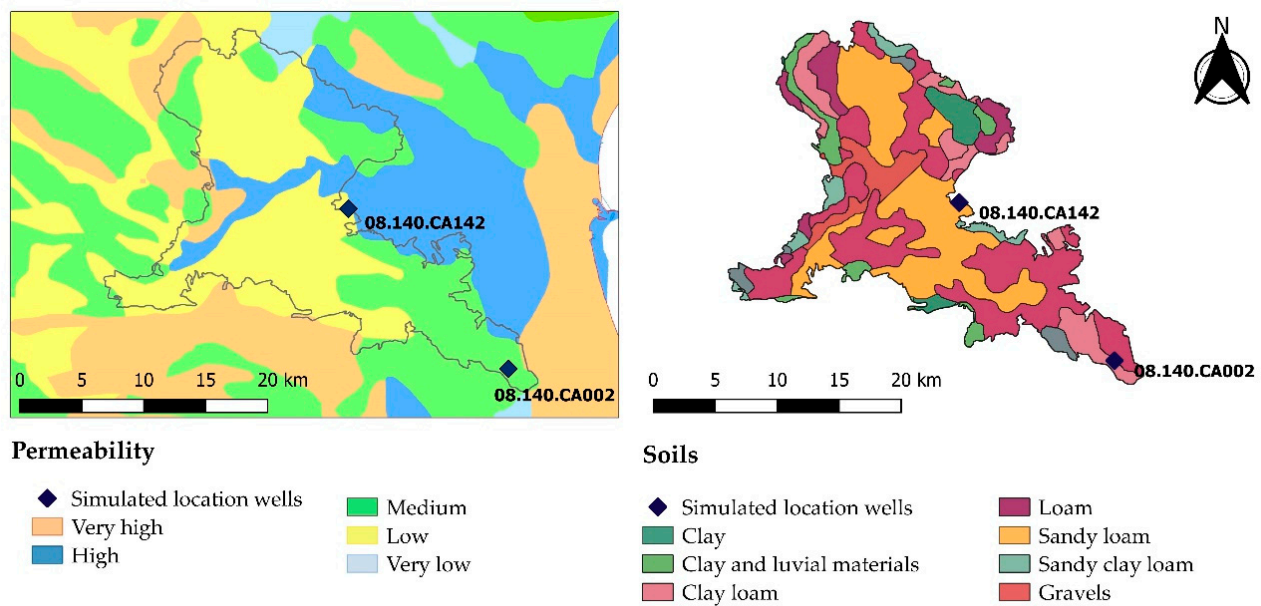 N
08.140.CA142
08.140.CA002
0 5 10 15 20 km
08.140.CA142
08.140.CA002
0 5 10 15 20 km
Permeability
Simulated location wells
Very high
High
Medium
Low
Very low
Soils
Simulated location wells
Clay
Clay and luvial materials
Clay loam
Loam
Sandy loam
Sandy clay loam
Gravels